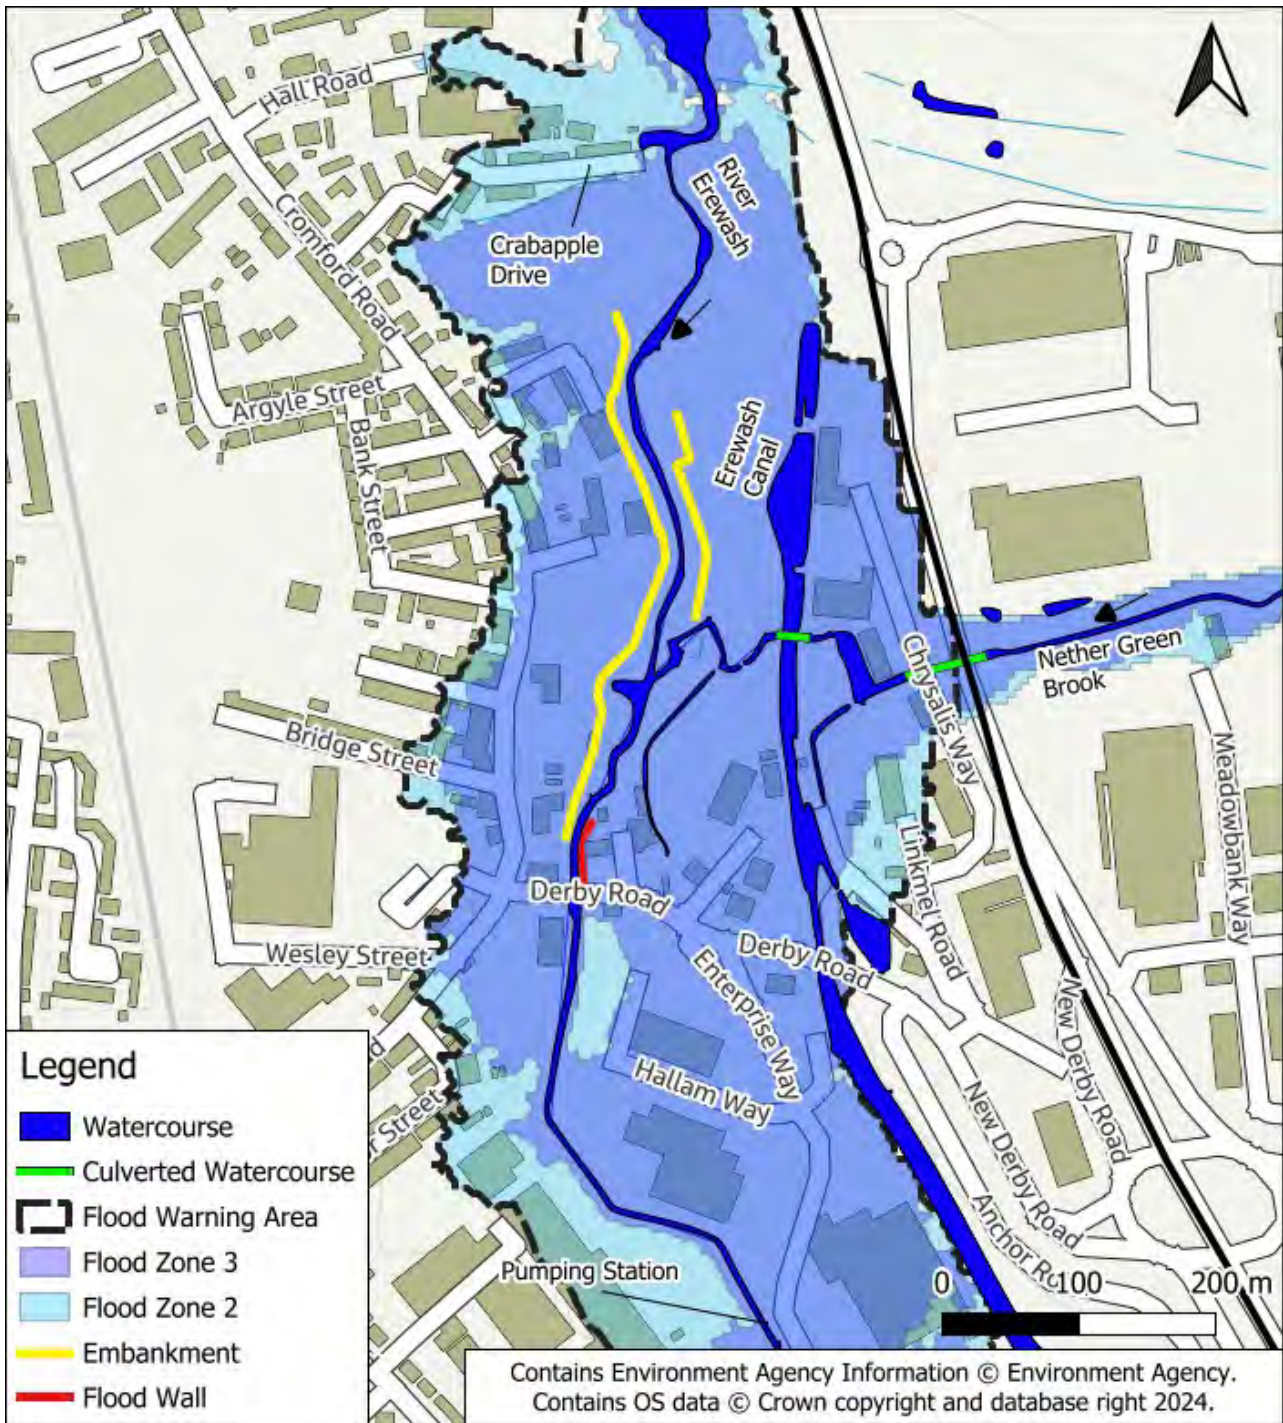 Hall Road
River
Erewash
Crabapple
Drive
Cromford Road
Argyle Street
Bank Street
Erewash
Canal
Nether Green
Brook
Chrysalis Way
Bridge Street
Meadowbank Way
Linkmel Road
Derby Road
Wesley Street
Derby Road
Enterprise Way
New Derby Road
Hallam Way
New Derby Road
Anchor
Street
Pumping Station
0 100 200 m
Legend
Watercourse
Culverted Watercourse
Flood Warning Area
Flood Zone 3
Flood Zone 2
Embankment
Flood Wall
Contains Environment Agency Information © Environment Agency.
Contains OS data © Crown copyright and database right 2024.